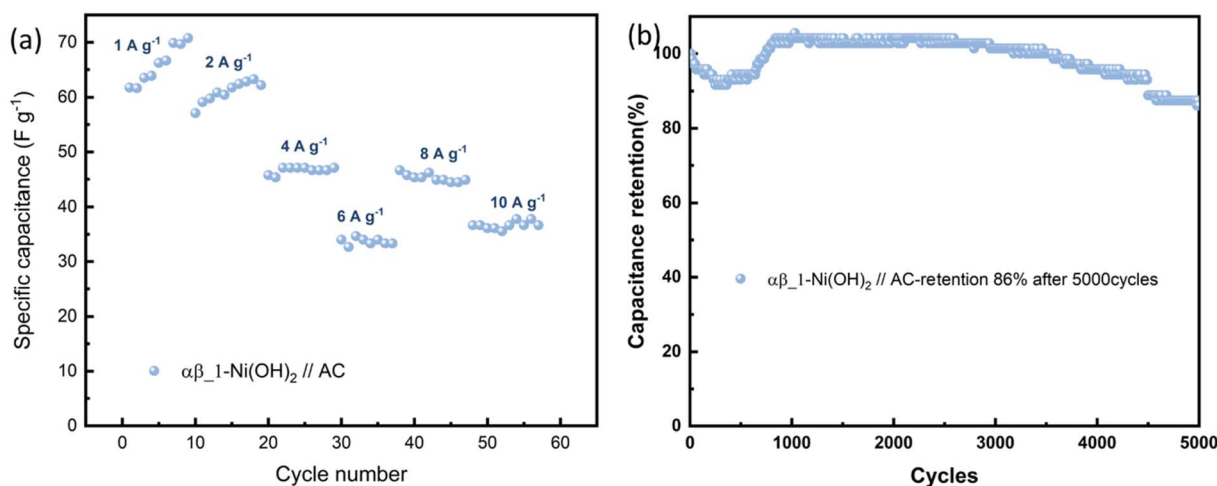 (a)
1 A g⁻¹
2 A g⁻¹
4 A g⁻¹
6 A g⁻¹
8 A g⁻¹
10 A g⁻¹
αβ_1-Ni(OH)₂ // AC
Specific capacitance (F g⁻¹)
70
60
50
40
30
20
10
0
0 10 20 30 40 50 60
Cycle number
(b)
αβ_1-Ni(OH)₂ // AC-retention 86% after 5000cycles
Capacitance retention(%)
100
80
60
40
20
0
0 1000 2000 3000 4000 5000
Cycles